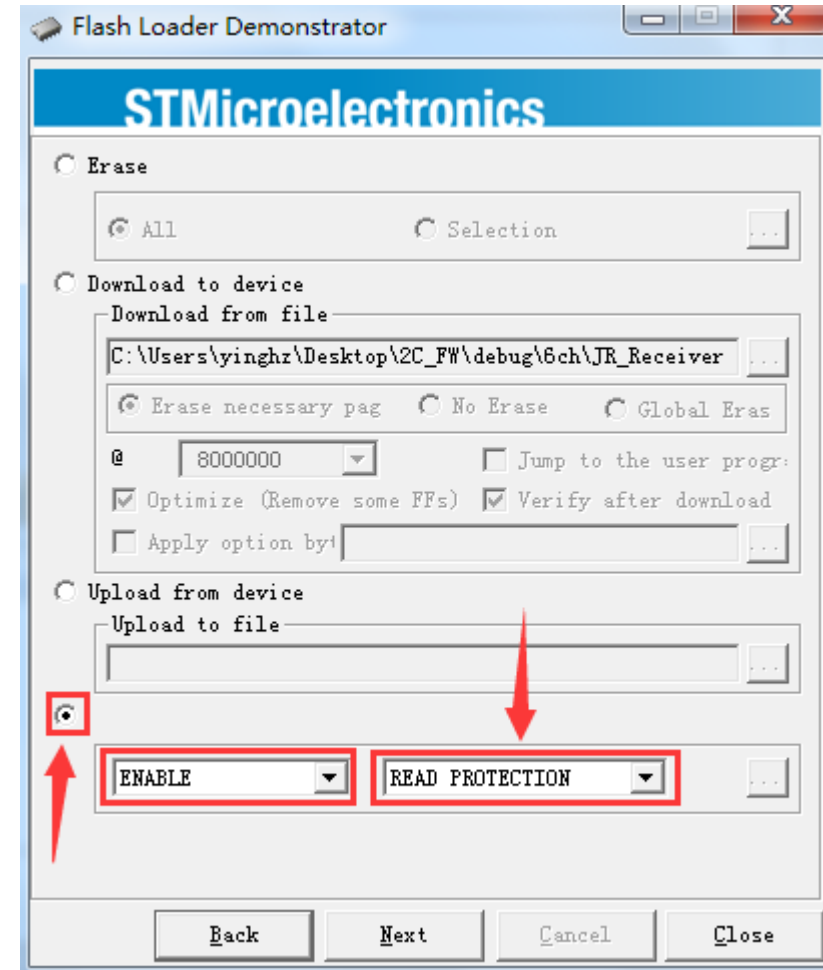 Flash Loader Demonstrator
STMicroelectronics
Erase
All Selection ...
Download to device
Download from file
C:\Users\yinghz\Desktop\2C_FW\debug\6ch\JR_Receiver ...
Erase necessary pag No Erase Global Eras
@ 8000000 Jump to the user progr
Optimize (Remove some FFs) Verify after download
Apply option byt ...
Upload from device
Upload to file
...
ENABLE READ PROTECTION ...
Back Next Cancel Close